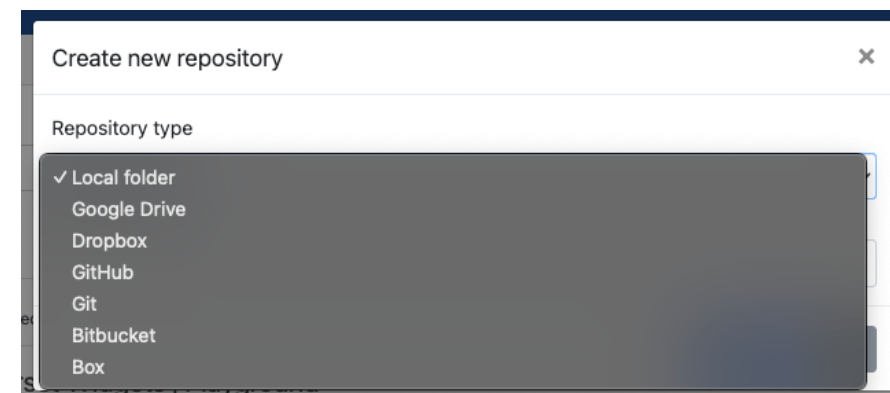 Create new repository
×
Repository type
✓ Local folder
Google Drive
Dropbox
GitHub
Git
Bitbucket
Box